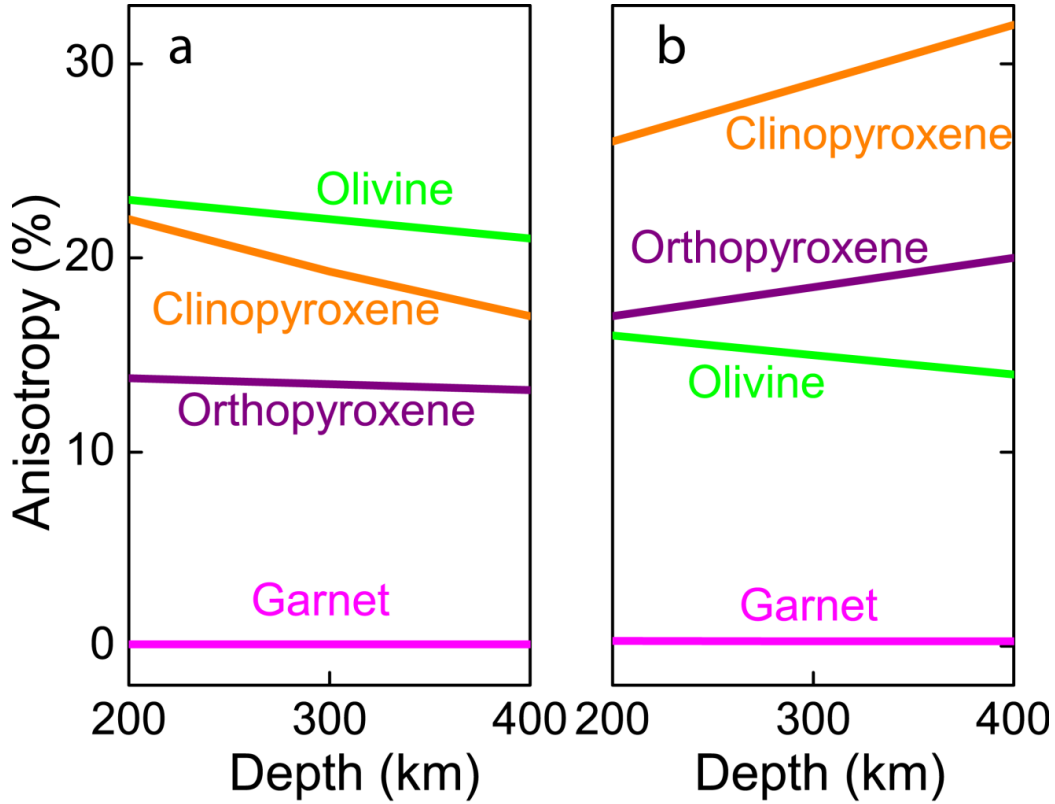 a
b
Anisotropy (%)
30
20
10
0
Olivine
Clinopyroxene
Orthopyroxene
Garnet
200
300
400
Depth (km)
Clinopyroxene
Orthopyroxene
Olivine
Garnet
200
300
400
Depth (km)